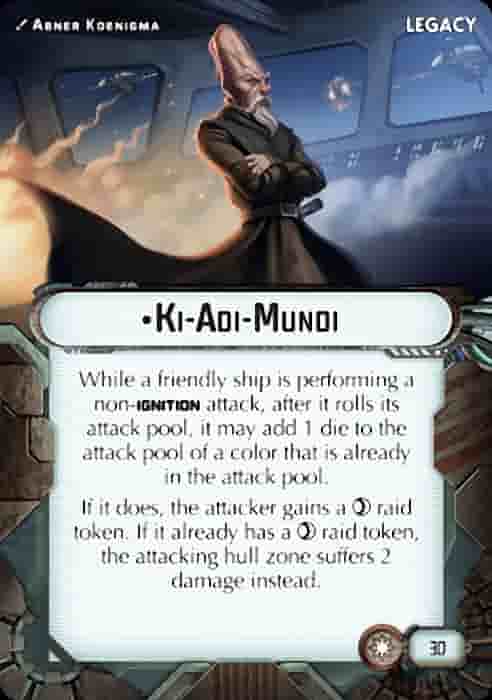 Abner Koenigma
LEGACY
•Ki-Adi-Mundi
While a friendly ship is performing a
non-IGNITION attack, after it rolls its
attack pool, it may add 1 die to the
attack pool of a color that is already
in the attack pool.
If it does, the attacker gains a raid
token. If it already has a raid token,
the attacking hull zone suffers 2
damage instead.
30